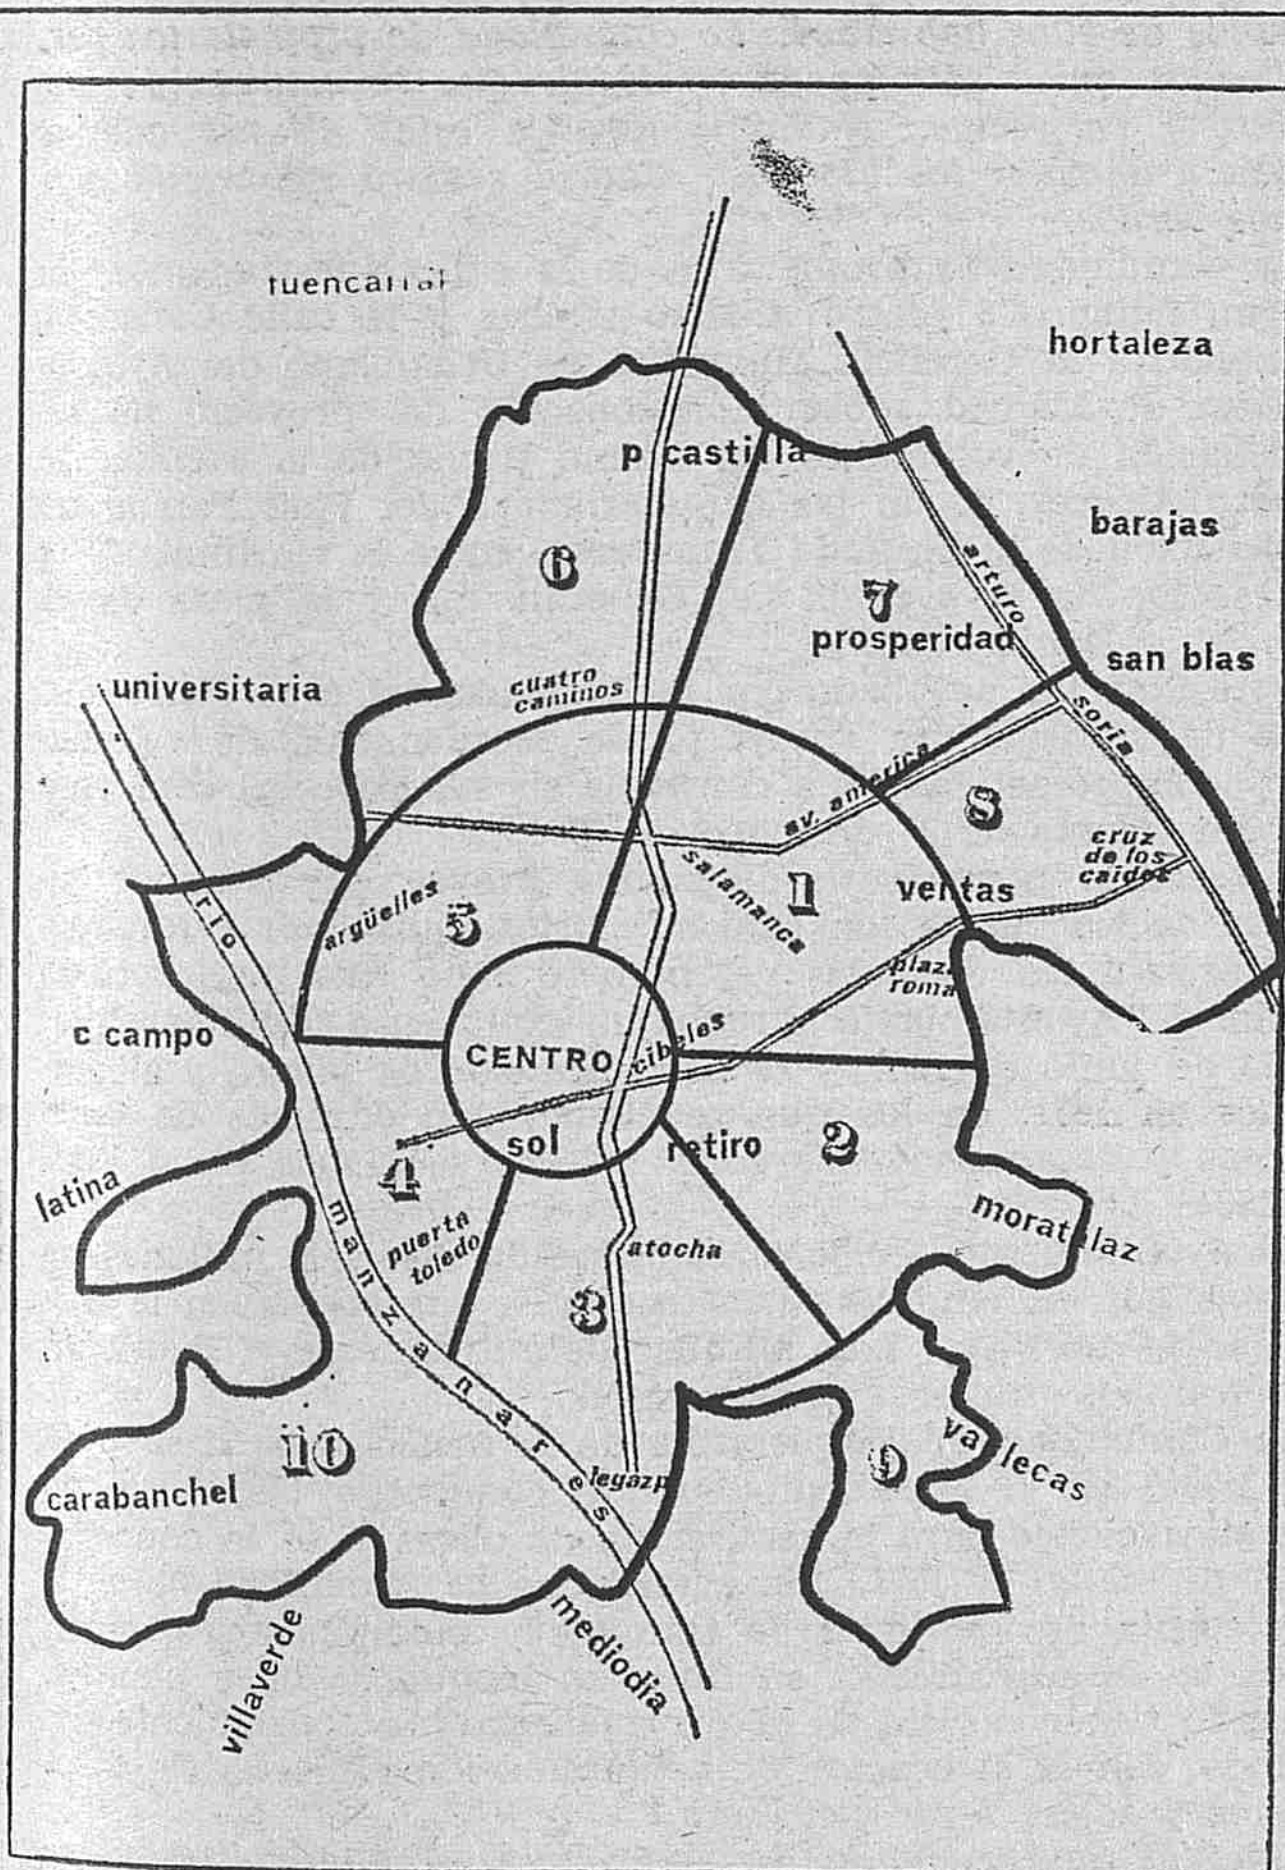 fuencarral
hortaleza
p castilla
barajas
6
arturo
7
prosperidad
san blas
universitaria
cuatro
caminos
soria
av. america
8
cruz
de los
caidos
salamanca
1
ventas
argüelles
5
rio
plaza
roma
c campo
CENTRO
cibeles
sol
retiro
2
4
latina
manzanares
puerta
toledo
moratalaz
atocha
3
10
vallecas
9
carabanchel
legazpi
villaverde
mediodia